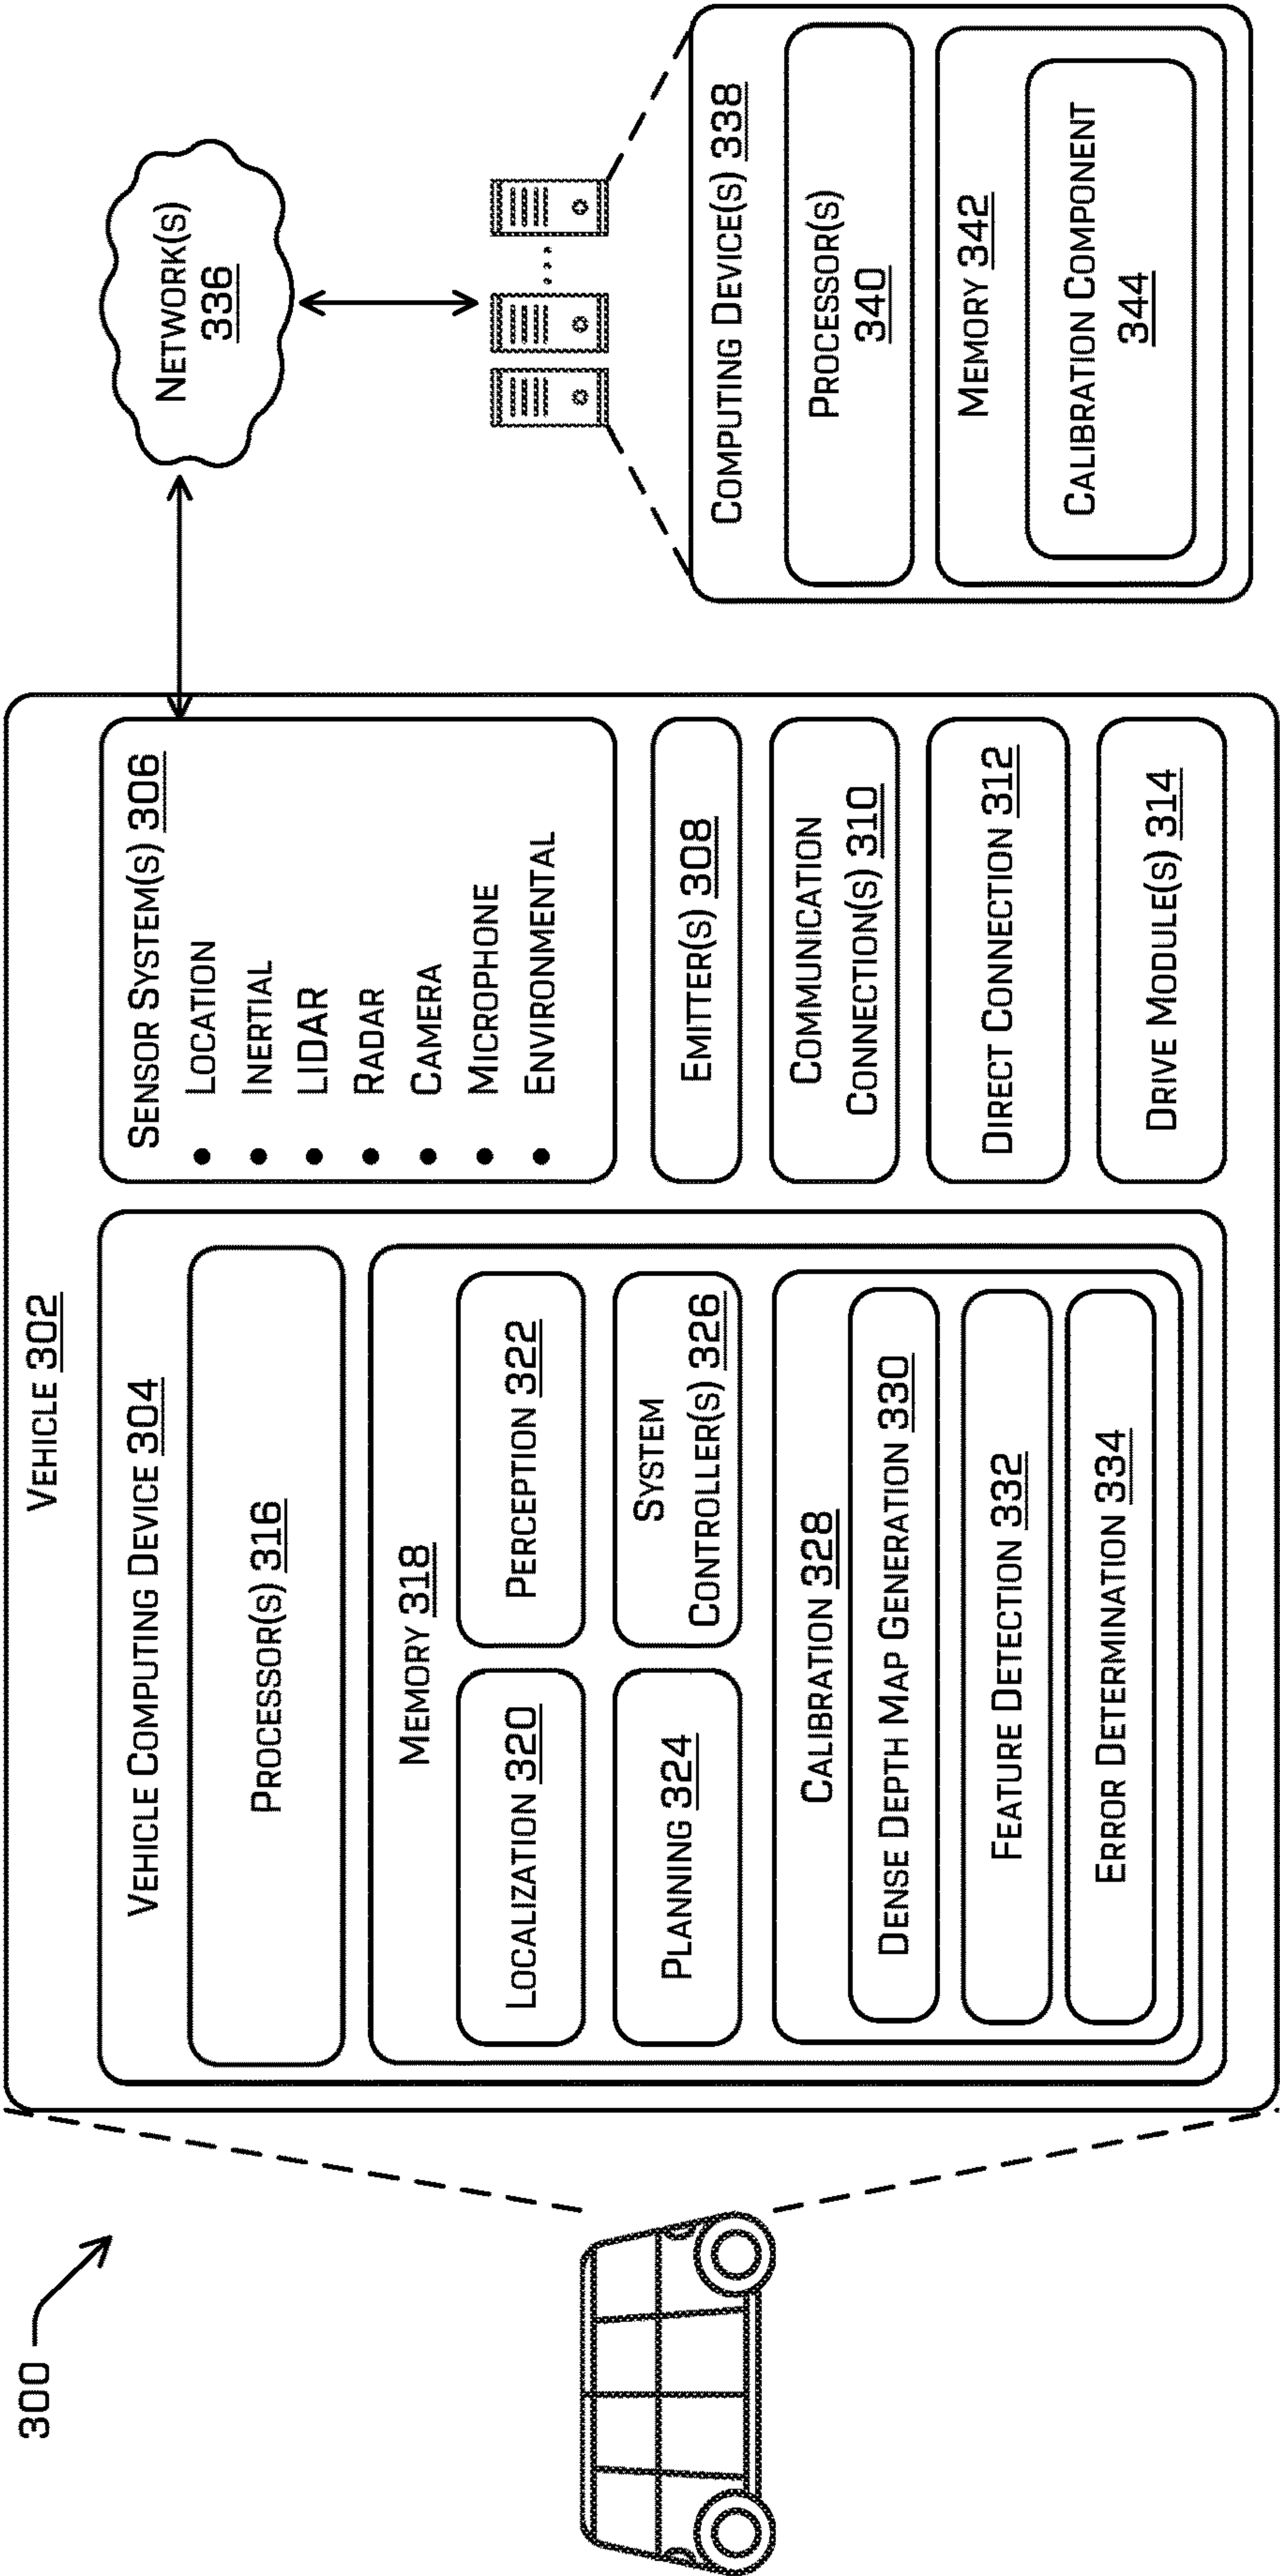 300
VEHICLE 302
VEHICLE COMPUTING DEVICE 304
PROCESSOR(S) 316
MEMORY 318
LOCALIZATION 320
PERCEPTION 322
PLANNING 324
SYSTEM
CONTROLLER(S) 326
CALIBRATION 328
DENSE DEPTH MAP GENERATION 330
FEATURE DETECTION 332
ERROR DETERMINATION 334
SENSOR SYSTEM(S) 306
• LOCATION
• INERTIAL
• LIDAR
• RADAR
• CAMERA
• MICROPHONE
• ENVIRONMENTAL
EMITTER(S) 308
COMMUNICATION
CONNECTION(S) 310
DIRECT CONNECTION 312
DRIVE MODULE(S) 314
NETWORK(S)
336
COMPUTING DEVICE(S) 338
PROCESSOR(S)
340
MEMORY 342
CALIBRATION COMPONENT
344